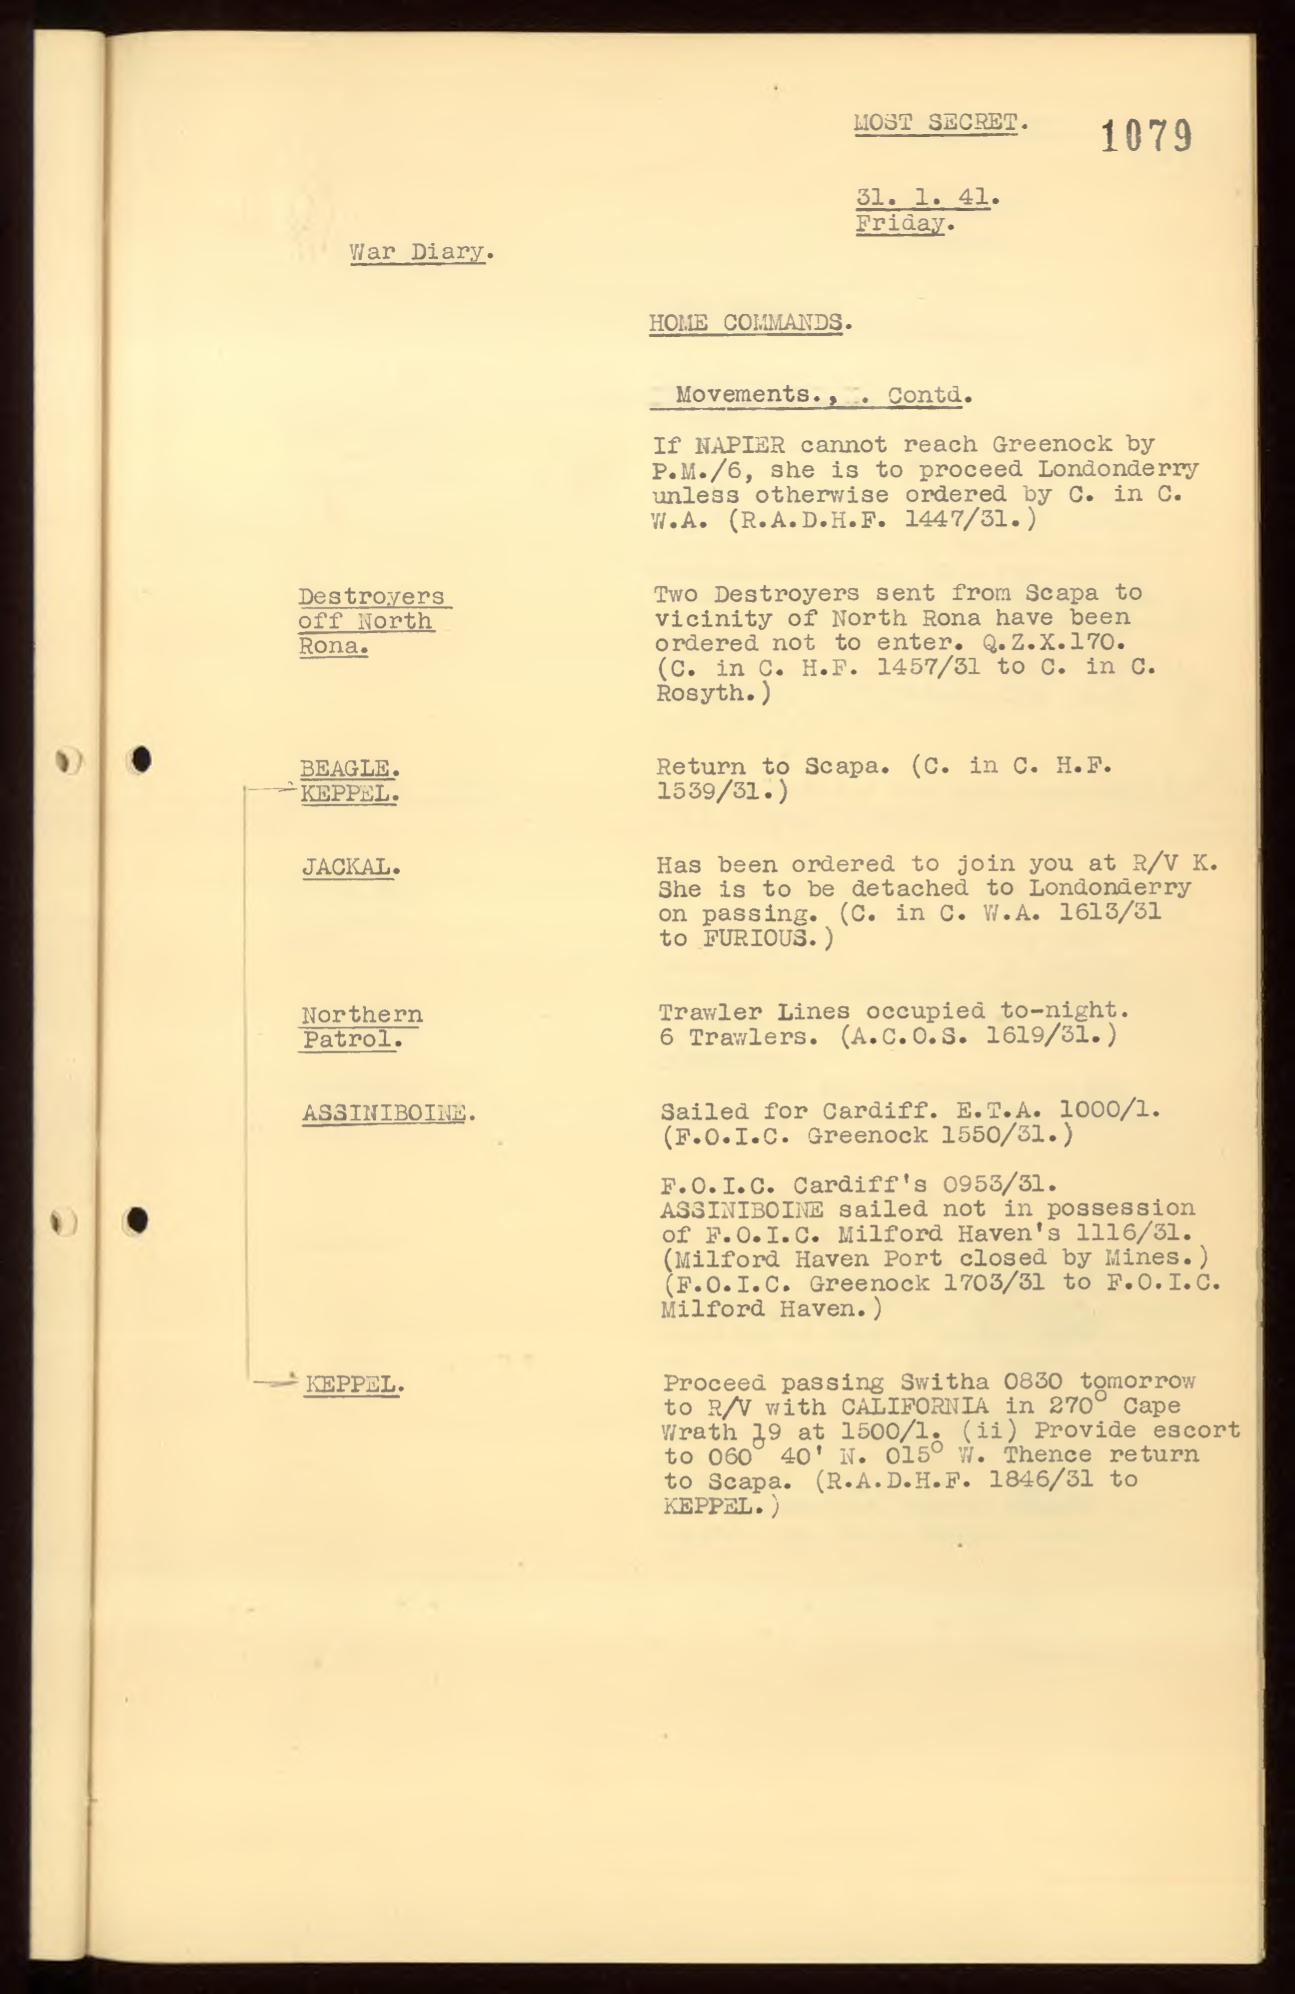 MOST SECRET.
1079
31. 1. 41.
Friday.
War Diary.
HOME COMMANDS.
Movements., . Contd.
If NAPIER cannot reach Greenock by
P.M./6, she is to proceed Londonderry
unless otherwise ordered by C. in C.
W.A. (R.A.D.H.F. 1447/31.)
Destroyers
off North
Rona.
Two Destroyers sent from Scapa to
vicinity of North Rona have been
ordered not to enter. Q.Z.X.170.
(C. in C. H.F. 1457/31 to C. in C.
Rosyth.)
BEAGLE.
KEPPEL.
Return to Scapa. (C. in C. H.F.
1539/31.)
JACKAL.
Has been ordered to join you at R/V K.
She is to be detached to Londonderry
on passing. (C. in C. W.A. 1613/31
to FURIOUS.)
Northern
Patrol.
Trawler Lines occupied to-night.
6 Trawlers. (A.C.O.S. 1619/31.)
ASSINIBOINE.
Sailed for Cardiff. E.T.A. 1000/1.
(F.O.I.C. Greenock 1550/31.)
F.O.I.C. Cardiff's 0953/31.
ASSINIBOINE sailed not in possession
of F.O.I.C. Milford Haven's 1116/31.
(Milford Haven Port closed by Mines.)
(F.O.I.C. Greenock 1703/31 to F.O.I.C.
Milford Haven.)
KEPPEL.
Proceed passing Switha 0830 tomorrow
to R/V with CALIFORNIA in 270° Cape
Wrath 19 at 1500/1. (ii) Provide escort
to 060° 40' N. 015° W. Thence return
to Scapa. (R.A.D.H.F. 1846/31 to
KEPPEL.)